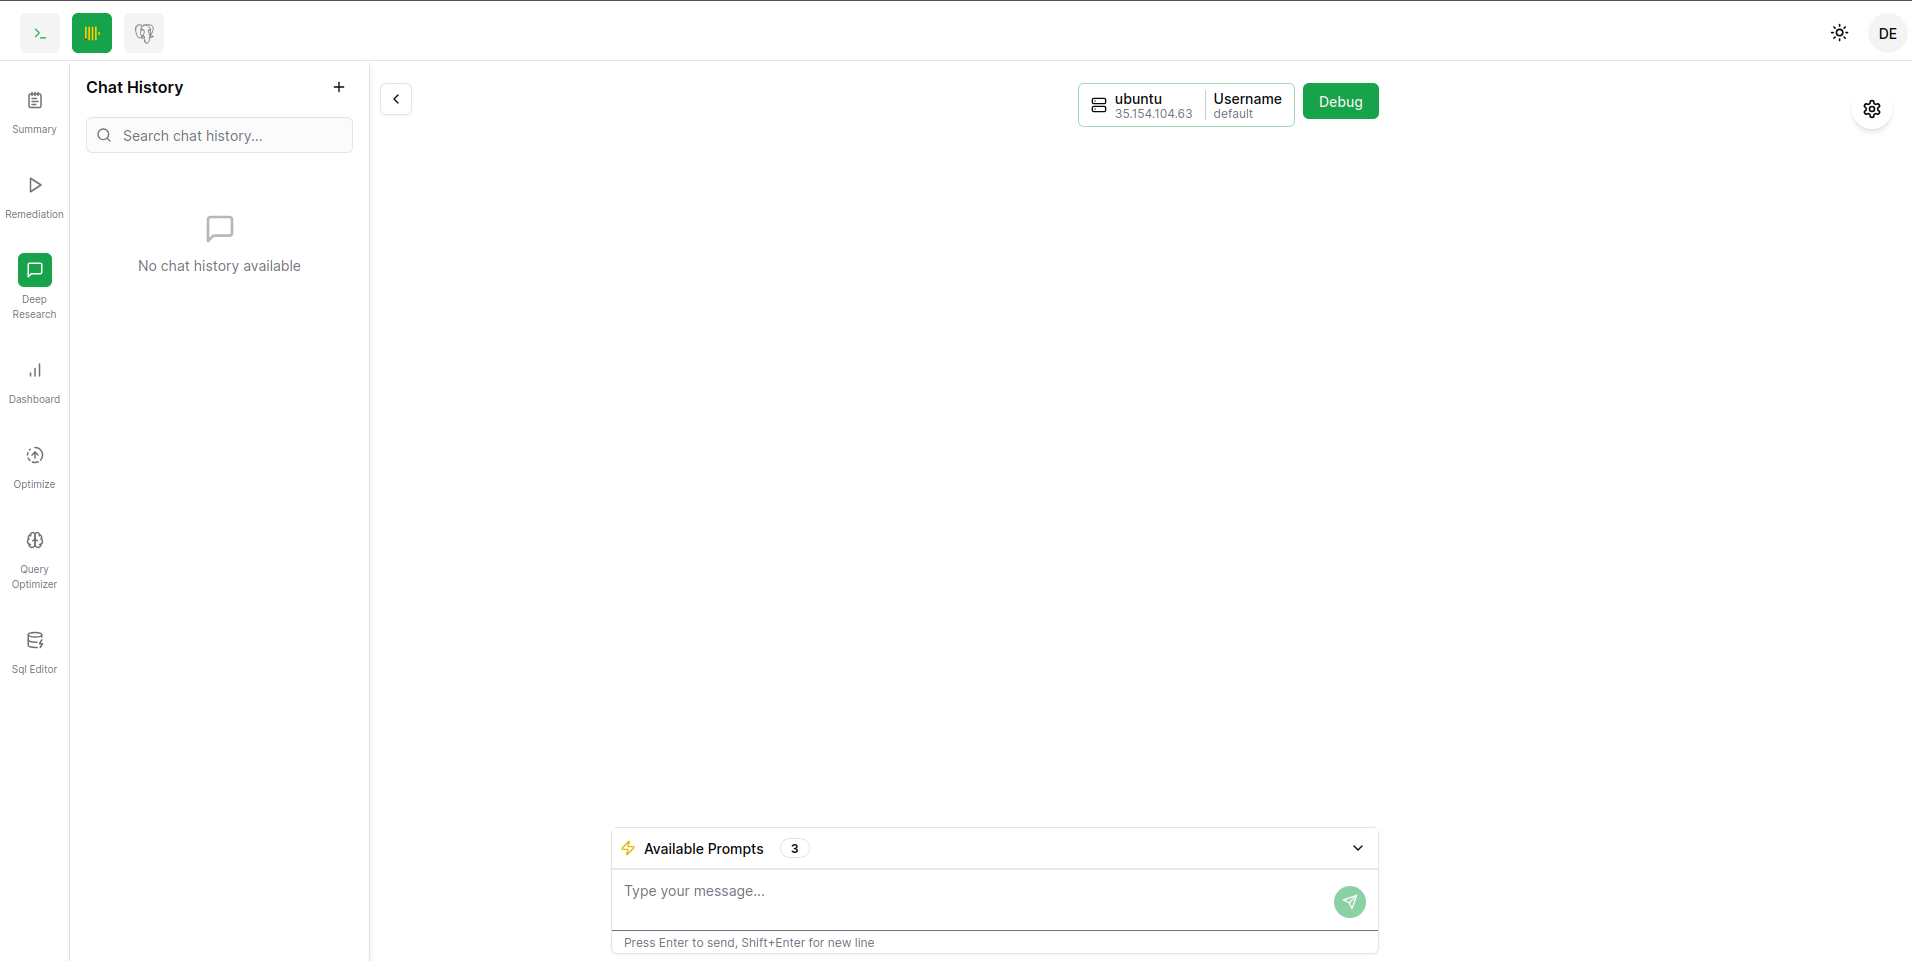 DE
Summary
Remediation
Deep
Research
Dashboard
Optimize
Query
Optimizer
Sql Editor
Chat History
Search chat history...
No chat history available
ubuntu
35.154.104.63
Username
default
Debug
Available Prompts
3
Type your message...
Press Enter to send, Shift+Enter for new line